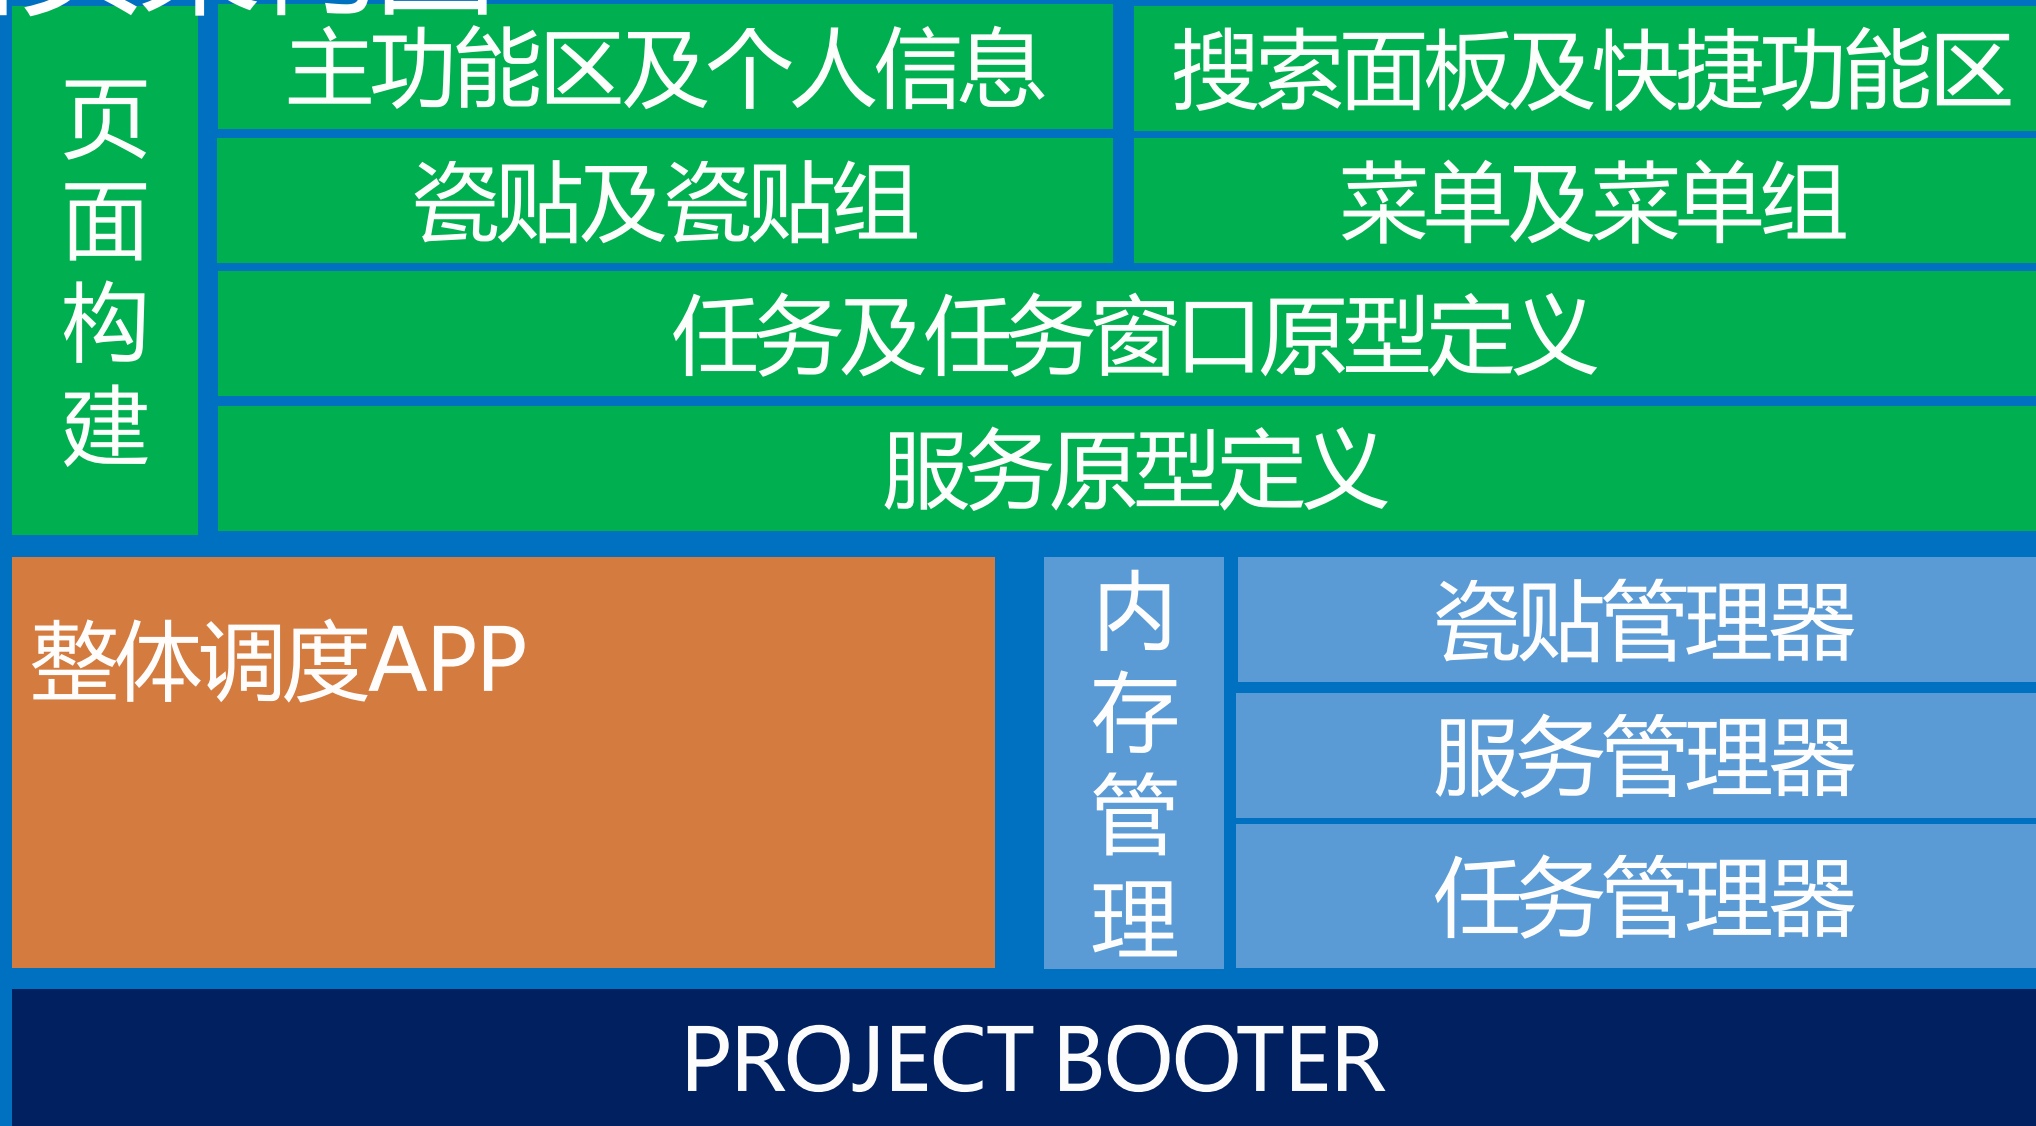 页面构建
主功能区及个人信息
搜索面板及快捷功能区
瓷贴及瓷贴组
菜单及菜单组
任务及任务窗口原型定义
服务原型定义
整体调度APP
内存管理
瓷贴管理器
服务管理器
任务管理器
PROJECT BOOTER